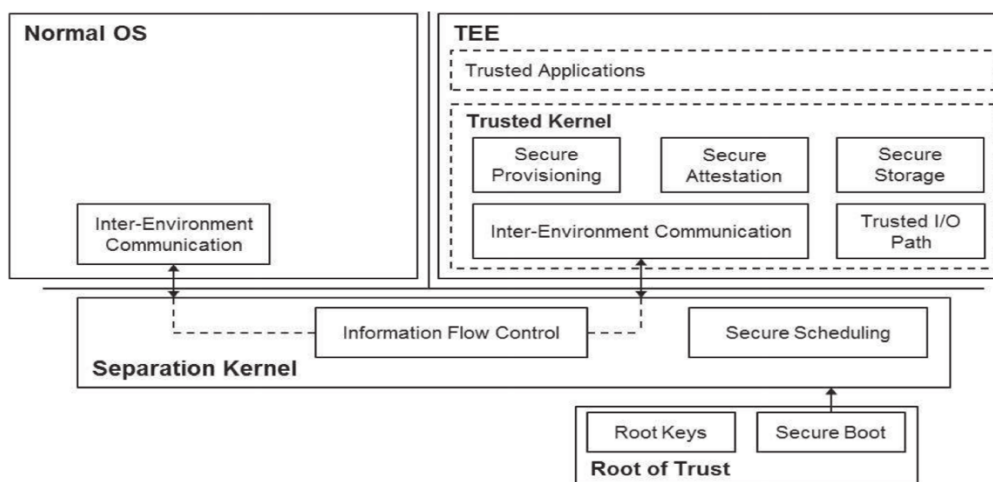 Normal OS
Inter-Environment
Communication
TEE
Trusted Applications
Trusted Kernel
Secure
Provisioning
Secure
Attestation
Secure
Storage
Inter-Environment Communication
Trusted I/O
Path
Information Flow Control
Secure Scheduling
Separation Kernel
Root Keys
Secure Boot
Root of Trust